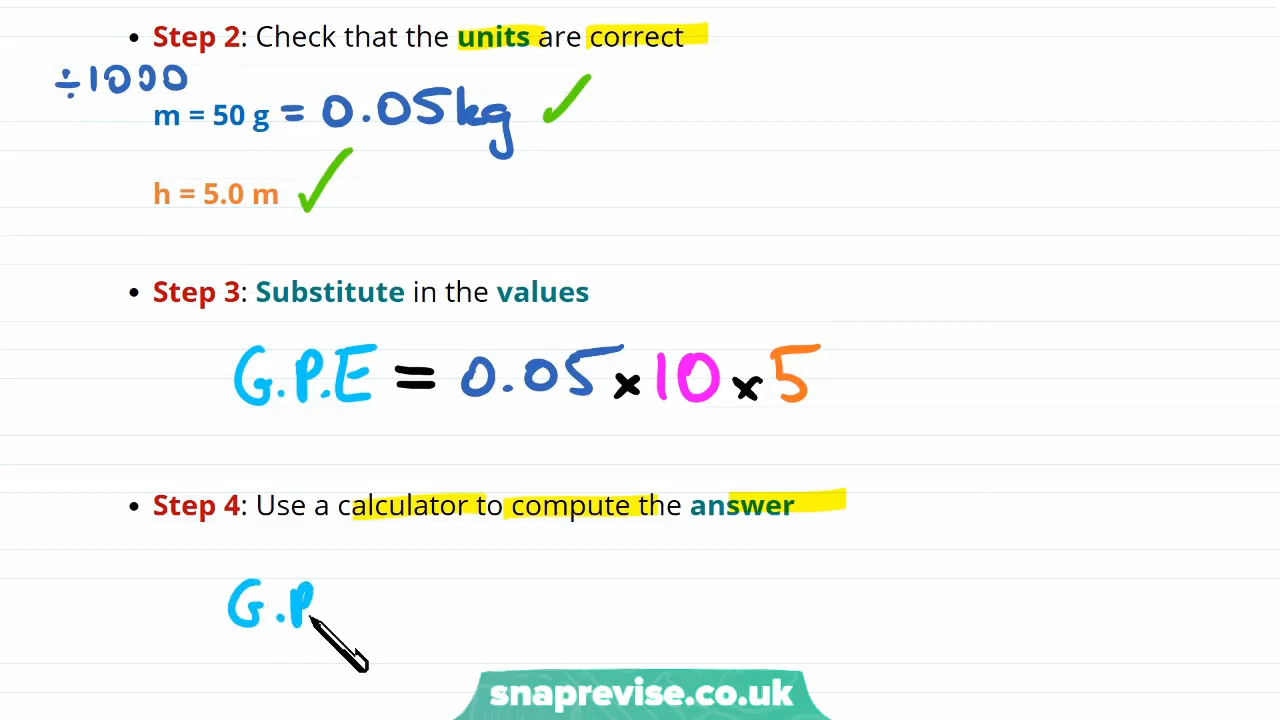 • Step 2: Check that the units are correct
÷1000
m = 50 g = 0.05kg ✓
h = 5.0 m ✓
• Step 3: Substitute in the values
G.P.E = 0.05 × 10 × 5
• Step 4: Use a calculator to compute the answer
G.P
snaprevise.co.uk